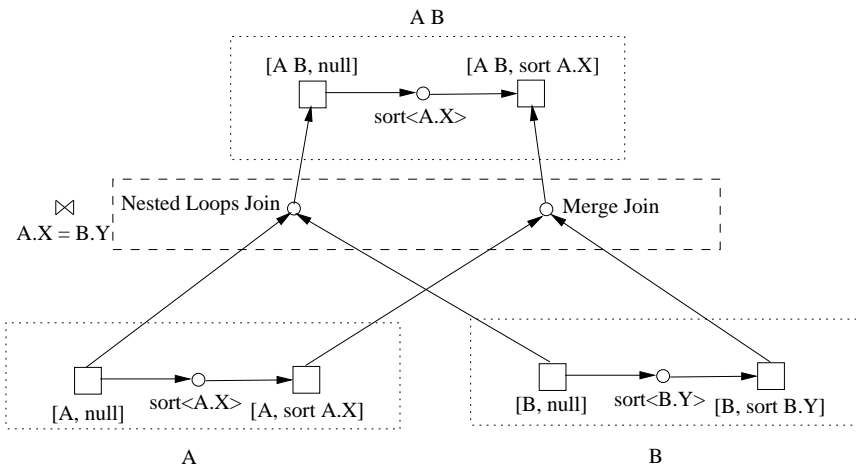 A B
[A B, null] [A B, sort A.X]
sort<A.X>
Nested Loops Join Merge Join
⋈
A.X = B.Y
sort<A.X> sort<B.Y>
[A, null] [A, sort A.X] [B, null] [B, sort B.Y]
A B